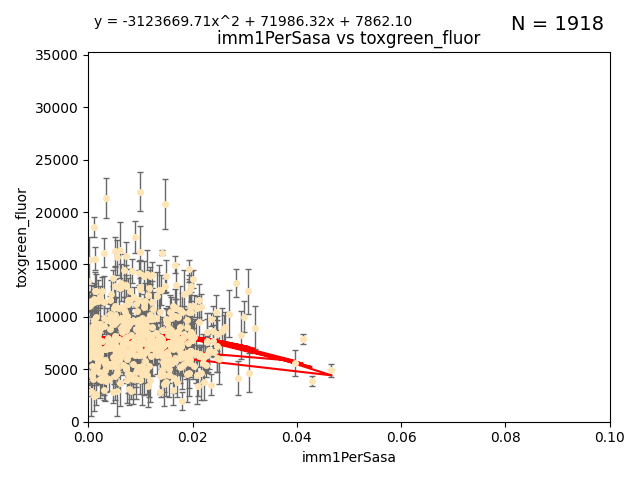 y = -3123669.71x^2 + 71986.32x + 7862.10
N = 1918
imm1PerSasa vs toxgreen_fluor
35000
30000
25000
20000
15000
10000
5000
0
toxgreen_fluor
0.00 0.02 0.04 0.06 0.08 0.10
imm1PerSasa